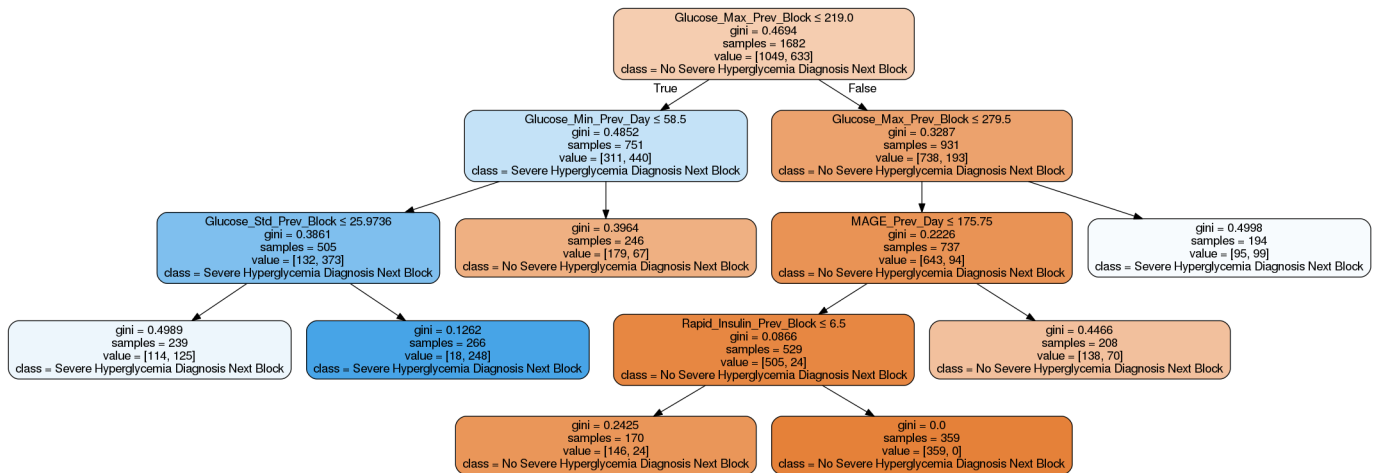 Glucose_Max_Prev_Block ≤ 219.0
gini = 0.4694
samples = 1682
value = [1049, 633]
class = No Severe Hyperglycemia Diagnosis Next Block
True
False
Glucose_Min_Prev_Day ≤ 58.5
gini = 0.4852
samples = 751
value = [311, 440]
class = Severe Hyperglycemia Diagnosis Next Block
Glucose_Max_Prev_Block ≤ 279.5
gini = 0.3287
samples = 931
value = [738, 193]
class = No Severe Hyperglycemia Diagnosis Next Block
Glucose_Std_Prev_Block ≤ 25.9736
gini = 0.3861
samples = 505
value = [132, 373]
class = Severe Hyperglycemia Diagnosis Next Block
gini = 0.3964
samples = 246
value = [179, 67]
class = No Severe Hyperglycemia Diagnosis Next Block
MAGE_Prev_Day ≤ 175.75
gini = 0.2226
samples = 737
value = [643, 94]
class = No Severe Hyperglycemia Diagnosis Next Block
gini = 0.4998
samples = 194
value = [95, 99]
class = Severe Hyperglycemia Diagnosis Next Block
gini = 0.4989
samples = 239
value = [114, 125]
class = Severe Hyperglycemia Diagnosis Next Block
gini = 0.1262
samples = 266
value = [18, 248]
class = Severe Hyperglycemia Diagnosis Next Block
Rapid_Insulin_Prev_Block ≤ 6.5
gini = 0.0866
samples = 529
value = [505, 24]
class = No Severe Hyperglycemia Diagnosis Next Block
gini = 0.4466
samples = 208
value = [138, 70]
class = No Severe Hyperglycemia Diagnosis Next Block
gini = 0.2425
samples = 170
value = [146, 24]
class = No Severe Hyperglycemia Diagnosis Next Block
gini = 0.0
samples = 359
value = [359, 0]
class = No Severe Hyperglycemia Diagnosis Next Block